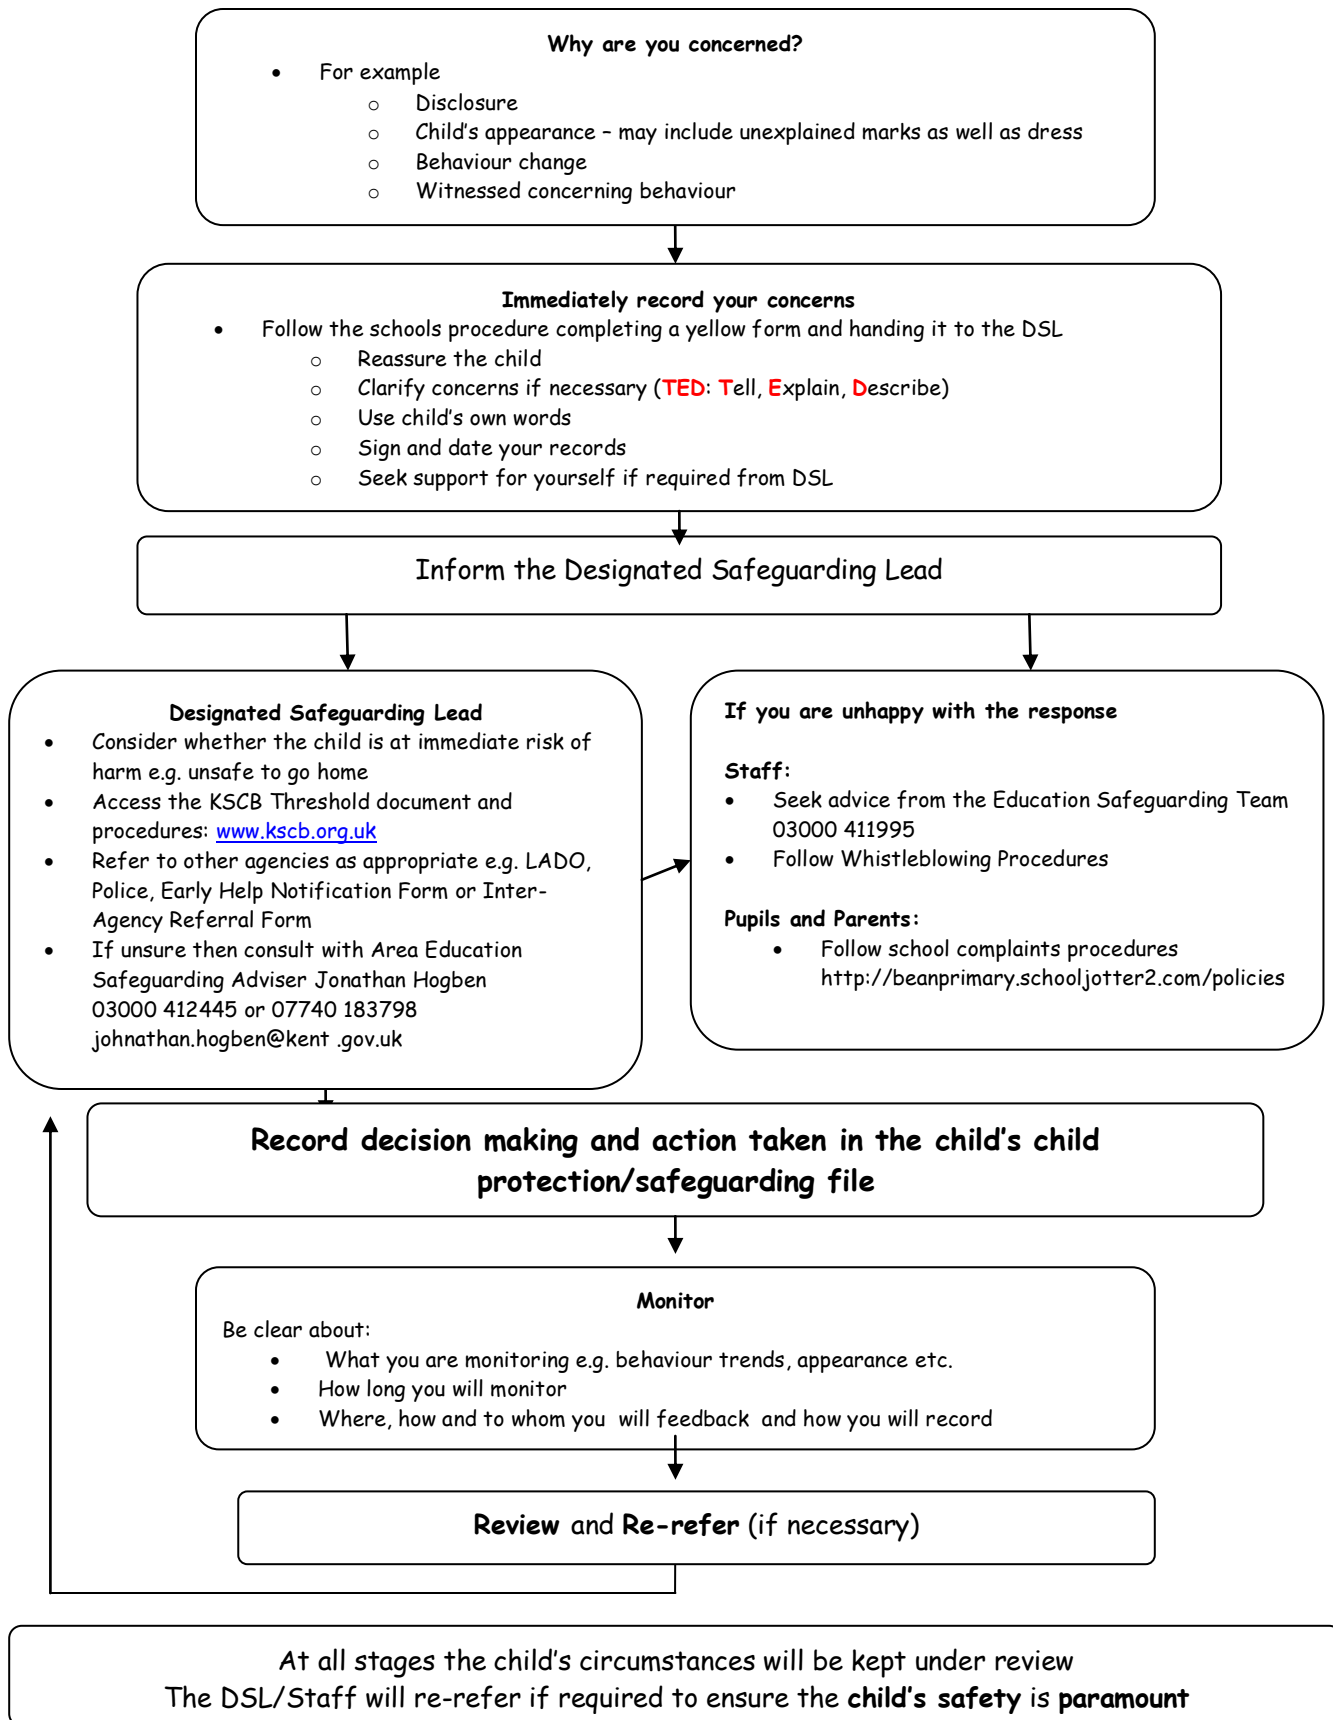 Why are you concerned?
• For example
o Disclosure
o Child's appearance – may include unexplained marks as well as dress
o Behaviour change
o Witnessed concerning behaviour
Immediately record your concerns
• Follow the schools procedure completing a yellow form and handing it to the DSL
o Reassure the child
o Clarify concerns if necessary (TED: Tell, Explain, Describe)
o Use child's own words
o Sign and date your records
o Seek support for yourself if required from DSL
Inform the Designated Safeguarding Lead
Designated Safeguarding Lead
• Consider whether the child is at immediate risk of
harm e.g. unsafe to go home
• Access the KSCB Threshold document and
procedures: www.kscb.org.uk
• Refer to other agencies as appropriate e.g. LADO,
Police, Early Help Notification Form or Inter-
Agency Referral Form
• If unsure then consult with Area Education
Safeguarding Adviser Jonathan Hogben
03000 412445 or 07740 183798
johnathan.hogben@kent .gov.uk
If you are unhappy with the response
Staff:
• Seek advice from the Education Safeguarding Team
03000 411995
• Follow Whistleblowing Procedures
Pupils and Parents:
• Follow school complaints procedures
http://beanprimary.schooljotter2.com/policies
Record decision making and action taken in the child's child
protection/safeguarding file
Monitor
Be clear about:
• What you are monitoring e.g. behaviour trends, appearance etc.
• How long you will monitor
• Where, how and to whom you will feedback and how you will record
Review and Re-refer (if necessary)
At all stages the child's circumstances will be kept under review
The DSL/Staff will re-refer if required to ensure the child's safety is paramount